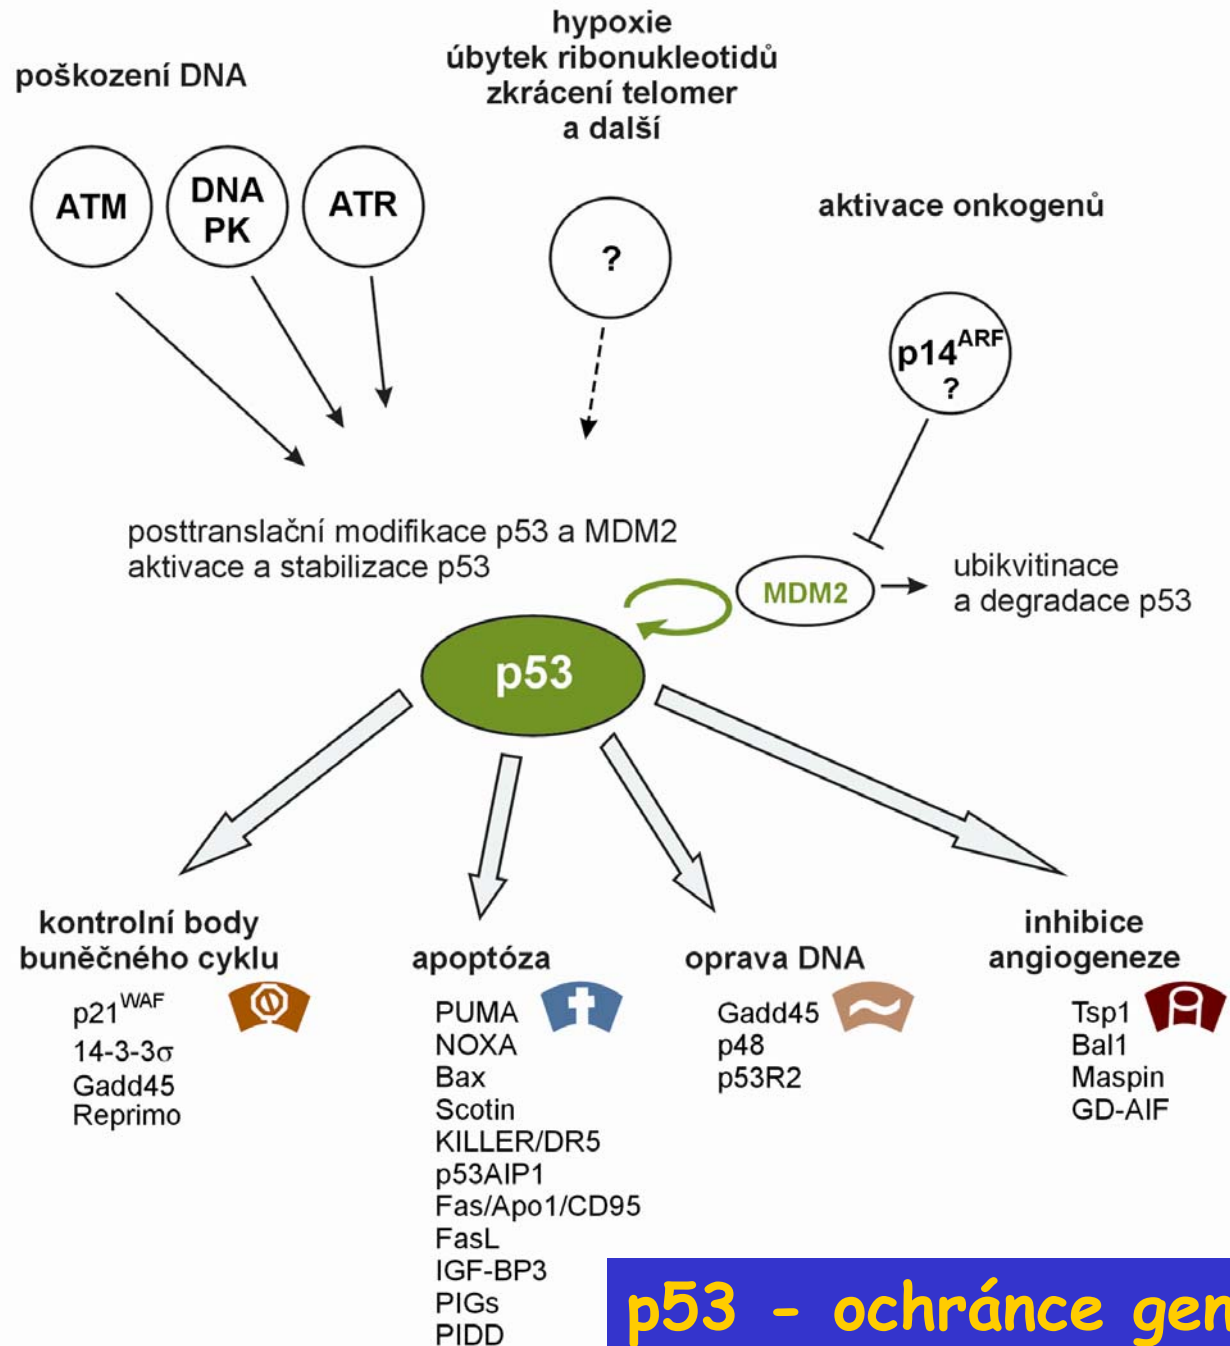 poškození DNA
hypoxie
úbytek ribonukleotidů
zkrácení telomer
a další
ATM
DNA
PK
ATR
?
aktivace onkogenů
p14ARF
?
posttranslační modifikace p53 a MDM2
aktivace a stabilizace p53
MDM2
ubikvitinace
a degradace p53
p53
kontrolní body
buněčného cyklu
p21WAF
14-3-3σ
Gadd45
Reprimo
apoptóza
PUMA
NOXA
Bax
Scotin
KILLER/DR5
p53AIP1
Fas/Apo1/CD95
FasL
IGF-BP3
PIGs
PIDD
oprava DNA
Gadd45
p48
p53R2
inhibice
angiogeneze
Tsp1
Bal1
Maspin
GD-AIF
p53 - ochránce gen